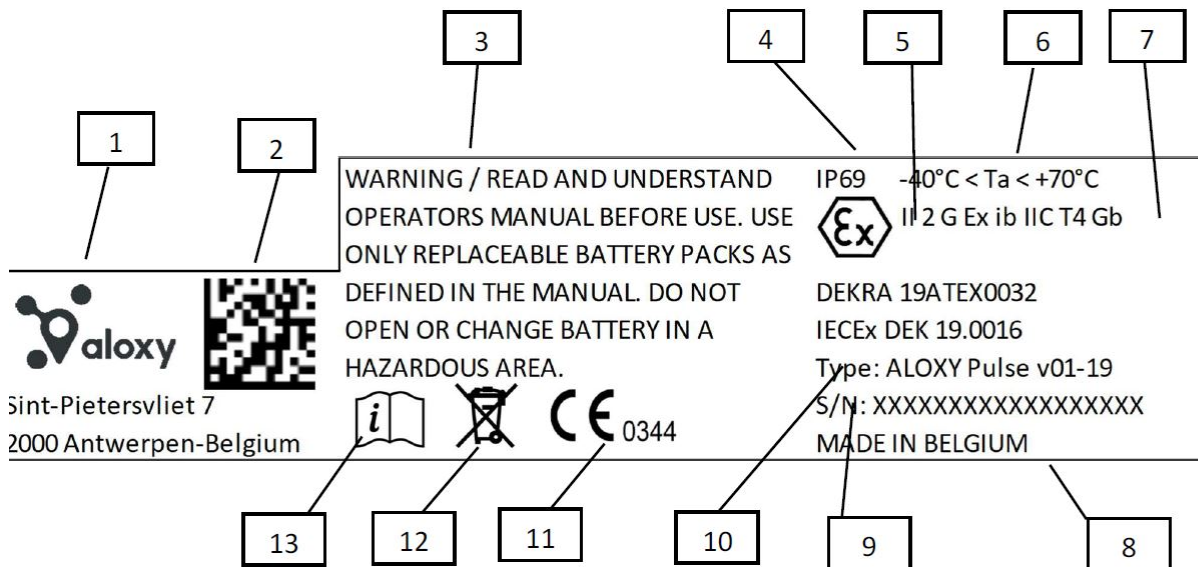 3
4
5
6
7
1
2
WARNING / READ AND UNDERSTAND
OPERATORS MANUAL BEFORE USE. USE
ONLY REPLACEABLE BATTERY PACKS AS
DEFINED IN THE MANUAL. DO NOT
OPEN OR CHANGE BATTERY IN A
HAZARDOUS AREA.
IP69 -40°C < Ta < +70°C
Ex II 2 G Ex ib IIC T4 Gb
DEKRA 19ATEX0032
IECEx DEK 19.0016
Type: ALOXY Pulse v01-19
S/N: XXXXXXXXXXXXXXXXXX
MADE IN BELGIUM
aloxy
Sint-Pietersvliet 7
2000 Antwerpen-Belgium
i
CE 0344
13
12
11
10
9
8